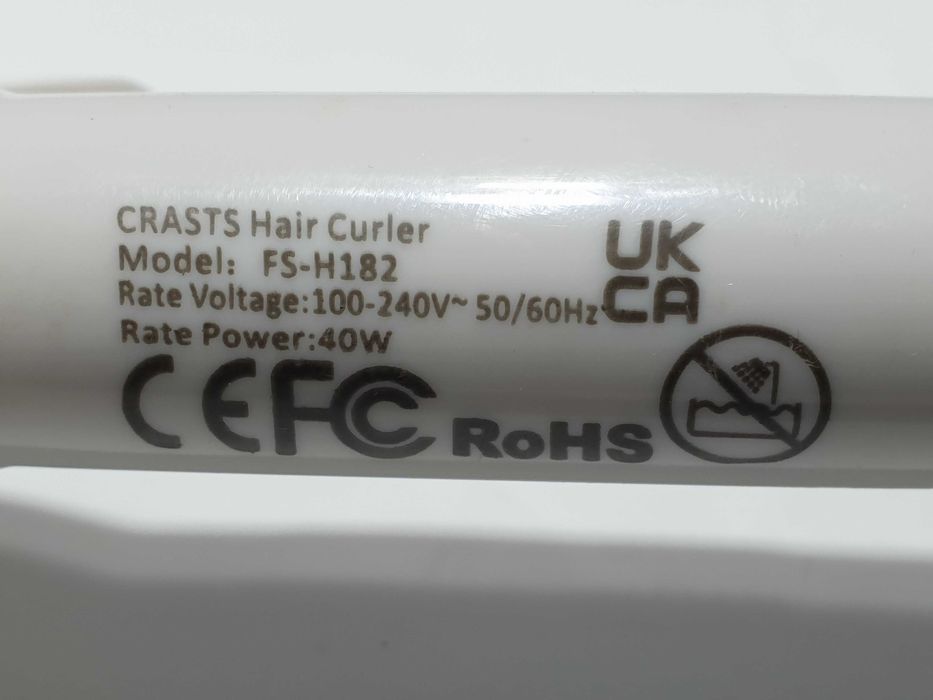 CRASTS Hair Curler
Model: FS-H182
Rate Voltage:100-240V~ 50/60Hz
Rate Power:40W
UK
CA
CE FC RoHS